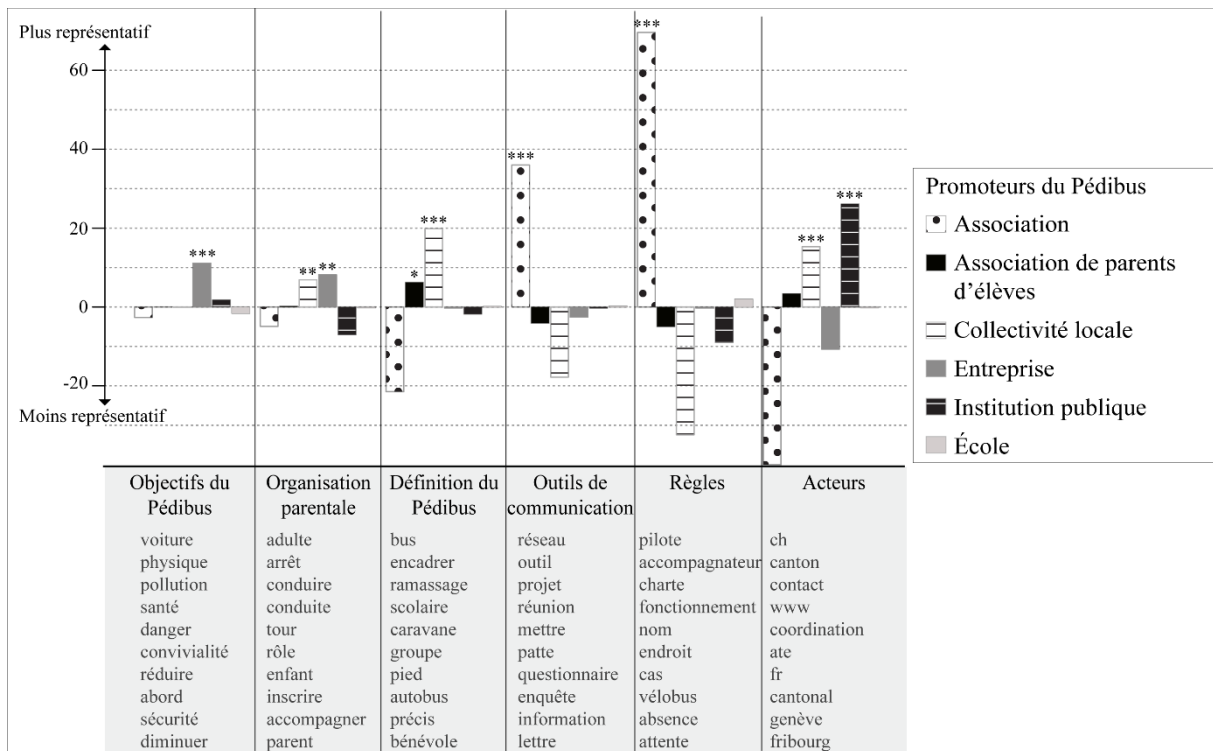 Plus représentatif
60
40
20
0
-20
Moins représentatif
***
** **
* ***
***
***
*** ***
Promoteurs du Pédibus
Association
Association de parents
d’élèves
Collectivité locale
Entreprise
Institution publique
École
Objectifs du
Pédibus
voiture
physique
pollution
santé
danger
convivialité
réduire
abord
sécurité
diminuer
Organisation
parentale
adulte
arrêt
conduire
conduite
tour
rôle
enfant
inscrire
accompagner
parent
Définition du
Pédibus
bus
encadrer
ramassage
scolaire
caravane
groupe
pied
autobus
précis
bénévole
Outils de
communication
réseau
outil
projet
réunion
mettre
patte
questionnaire
enquête
information
lettre
Règles
pilote
accompagnateur
charte
fonctionnement
nom
endroit
cas
vélobus
absence
attente
Acteurs
ch
canton
contact
www
coordination
ate
fr
cantonal
genève
fribourg